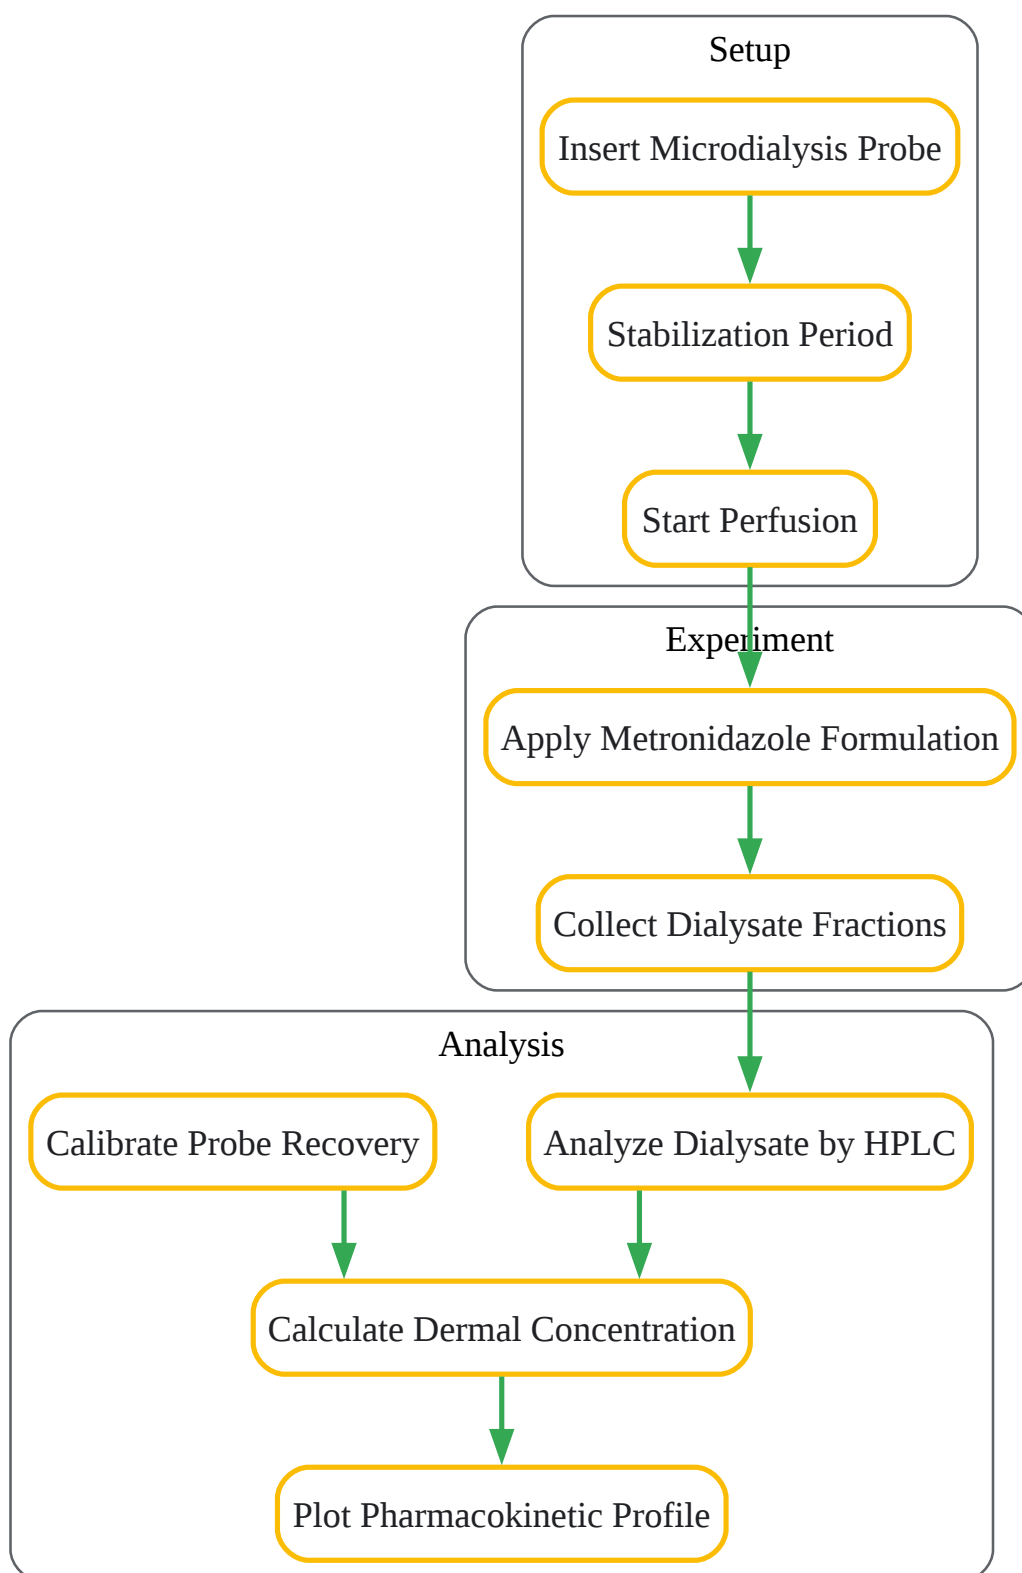 Setup
Insert Microdialysis Probe
Stabilization Period
Start Perfusion
Experiment
Apply Metronidazole Formulation
Collect Dialysate Fractions
Analysis
Calibrate Probe Recovery
Analyze Dialysate by HPLC
Calculate Dermal Concentration
Plot Pharmacokinetic Profile